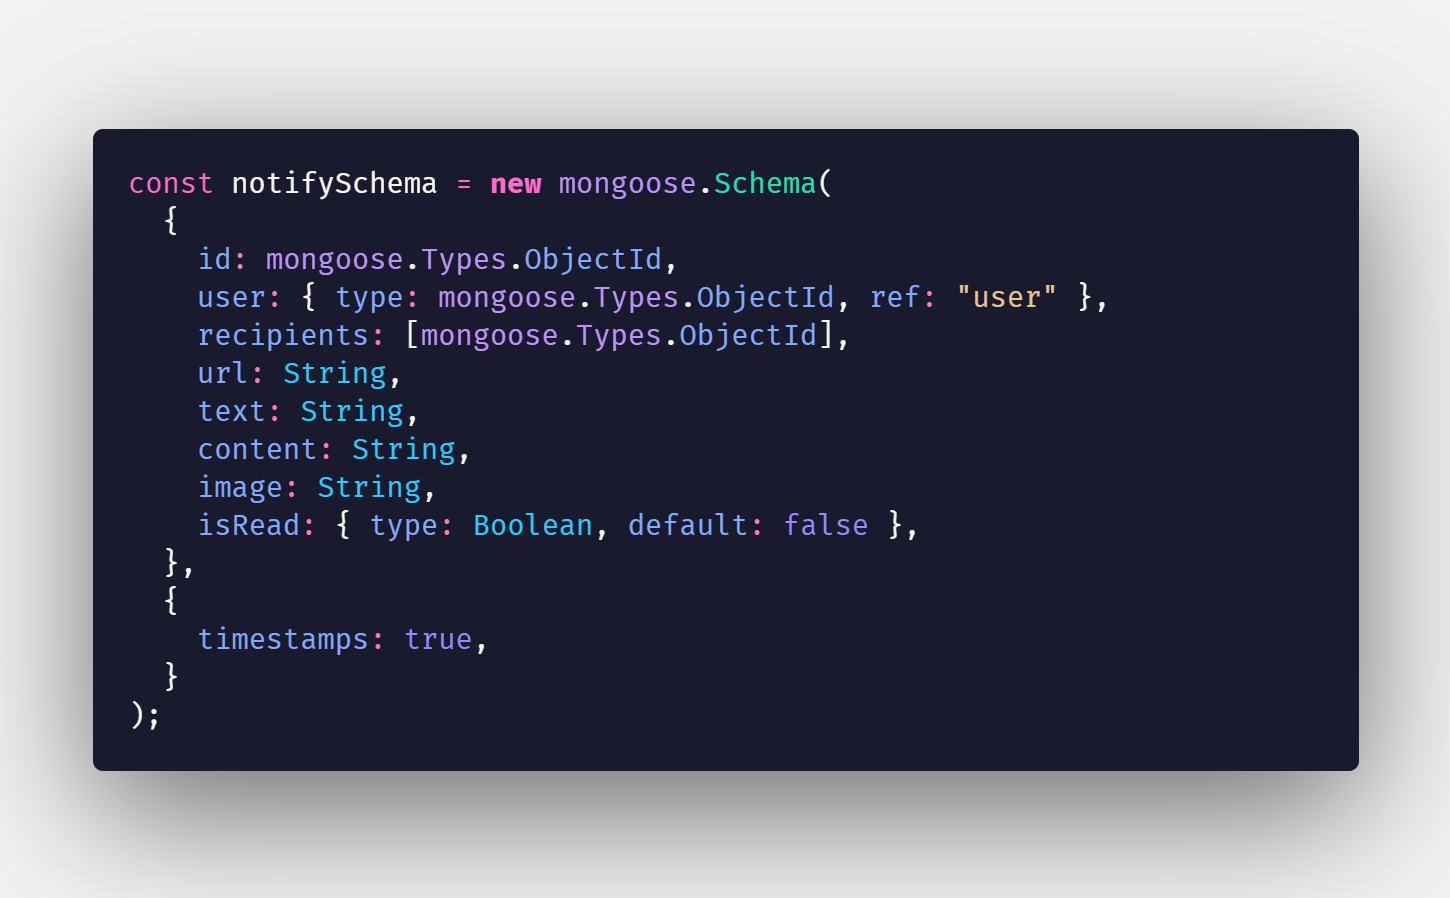 const notifySchema = new mongoose.Schema(
  {
    id: mongoose.Types.ObjectId,
    user: { type: mongoose.Types.ObjectId, ref: "user" },
    recipients: [mongoose.Types.ObjectId],
    url: String,
    text: String,
    content: String,
    image: String,
    isRead: { type: Boolean, default: false },
  },
  {
    timestamps: true,
  }
);